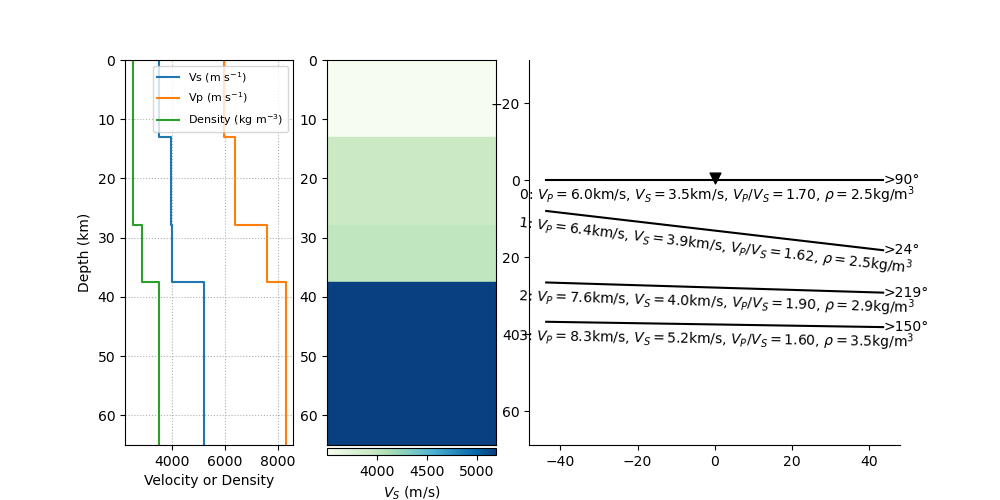 0
10
20
30
40
50
60
Depth (km)
Vs (m s⁻¹)
Vp (m s⁻¹)
Density (kg m⁻³)
4000 6000 8000
Velocity or Density
0
10
20
30
40
50
60
4000 4500 5000
V_S (m/s)
−20
0
20
40
60
>90°
0: V_P = 6.0km/s, V_S = 3.5km/s, V_P/V_S = 1.70, ρ = 2.5kg/m³
>24°
1: V_P = 6.4km/s, V_S = 3.9km/s, V_P/V_S = 1.62, ρ = 2.5kg/m³
>219°
2: V_P = 7.6km/s, V_S = 4.0km/s, V_P/V_S = 1.90, ρ = 2.9kg/m³
>150°
3: V_P = 8.3km/s, V_S = 5.2km/s, V_P/V_S = 1.60, ρ = 3.5kg/m³
−40 −20 0 20 40